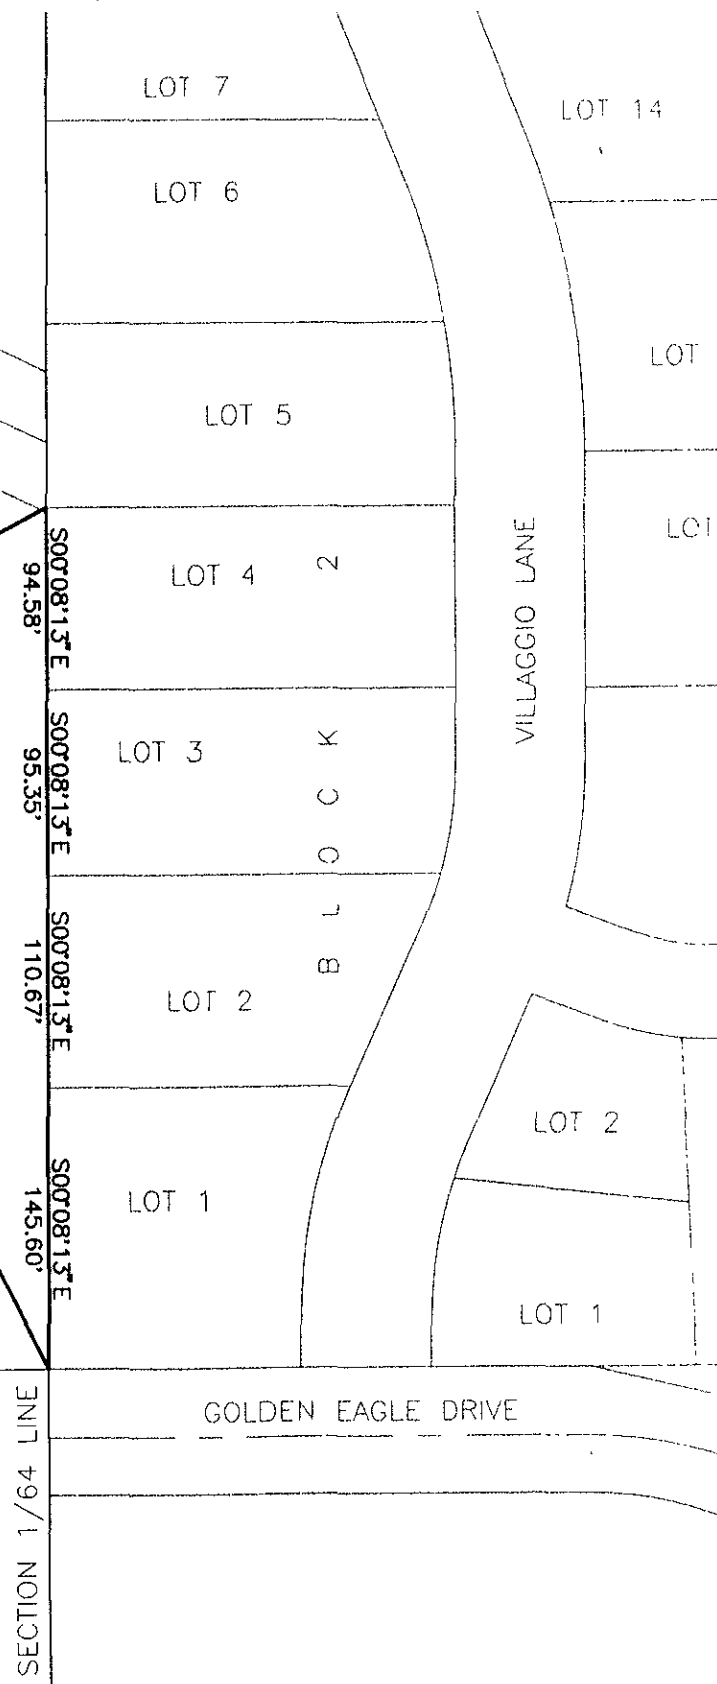 LOT 7
LOT 14
LOT 6
LOT
LOT 5
LOT
S00°08'13"E
94.58'
LOT 4
BLOCK 2
VILLAGGIO LANE
S00°08'13"E
95.35'
LOT 3
S00°08'13"E
110.67'
LOT 2
LOT 2
S00°08'13"E
145.60'
LOT 1
LOT 1
GOLDEN EAGLE DRIVE
SECTION 1/64 LINE